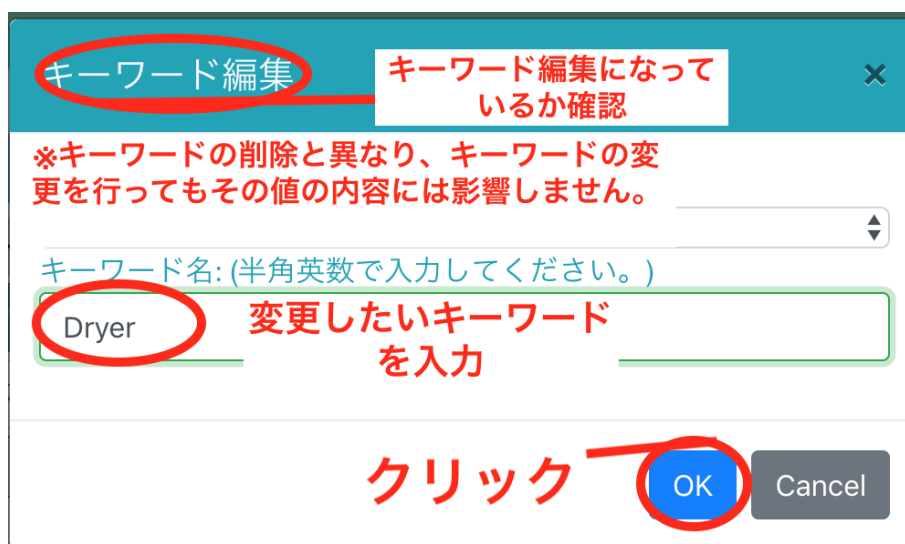 キーワード編集
キーワード編集になって
いるか確認
×
※キーワードの削除と異なり、キーワードの変
更を行ってもその値の内容には影響しません。
キーワード名: (半角英数で入力してください。)
Dryer
変更したいキーワード
を入力
クリック
OK
Cancel